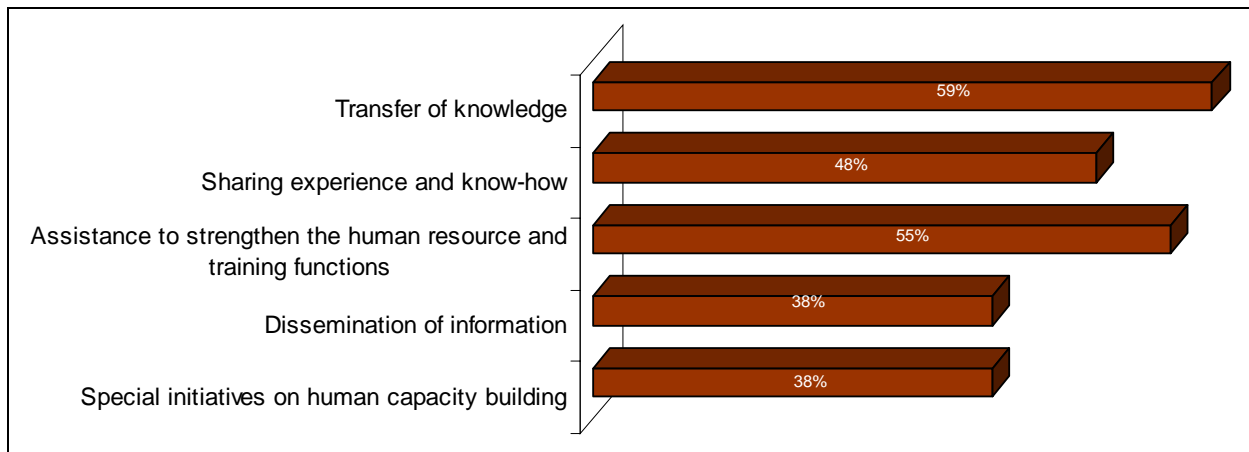 Transfer of knowledge
59%
Sharing experience and know-how
48%
Assistance to strengthen the human resource and
training functions
55%
Dissemination of information
38%
Special initiatives on human capacity building
38%